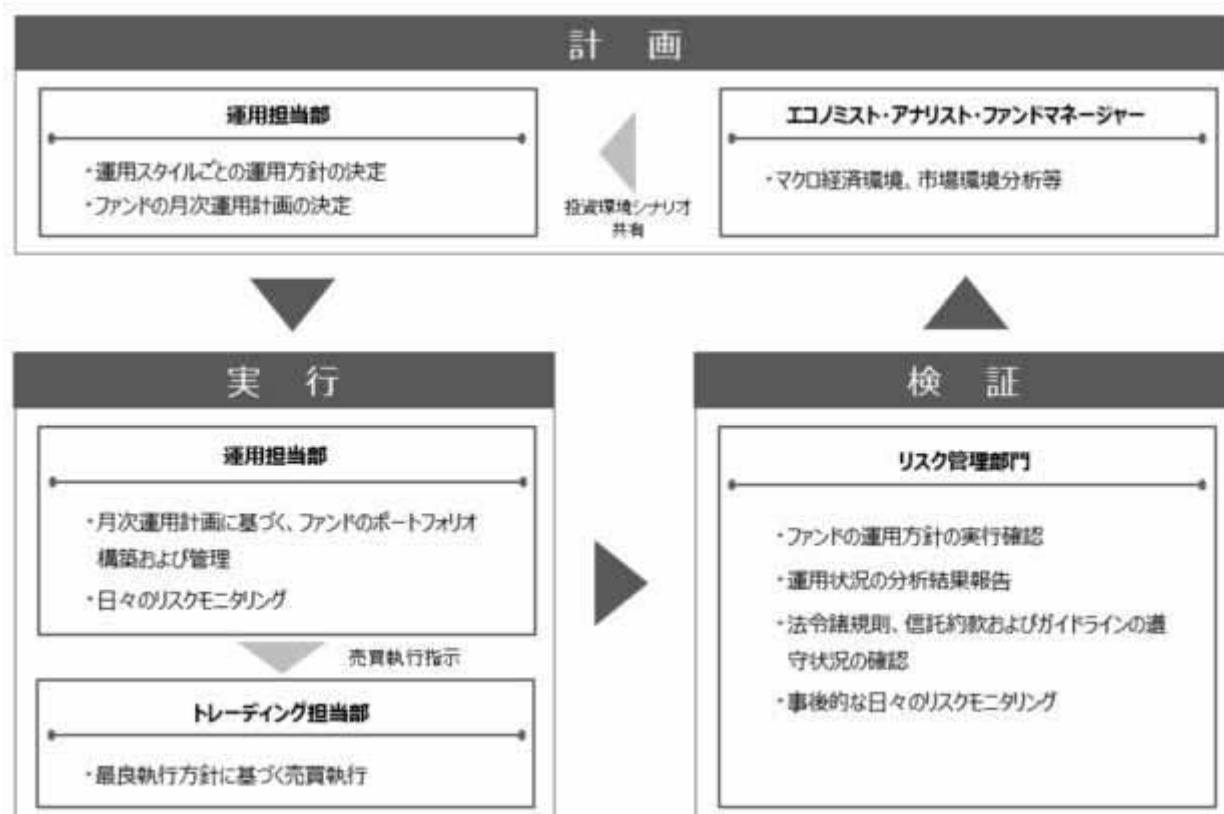 計 画
運用担当部
・運用スタイルごとの運用方針の決定
・ファンドの月次運用計画の決定
投資環境シナリオ
共有
エコノミスト・アナリスト・ファンドマネージャー
・マクロ経済環境、市場環境分析等
実 行
運用担当部
・月次運用計画に基づく、ファンドのポートフォリオ
構築および管理
・日々のリスクモニタリング
売買執行指示
トレーディング担当部
・最良執行方針に基づく売買執行
検 証
リスク管理部門
・ファンドの運用方針の実行確認
・運用状況の分析結果報告
・法令諸規則、信託約款およびガイドラインの遵
守状況の確認
・事後的な日々のリスクモニタリング